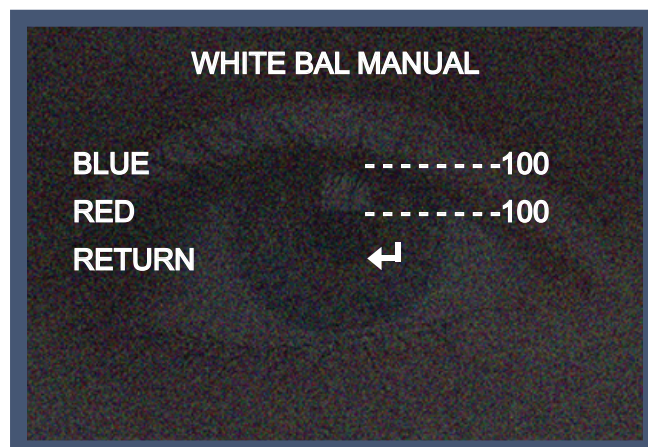 WHITE BAL MANUAL
BLUE --------100
RED --------100
RETURN ↵